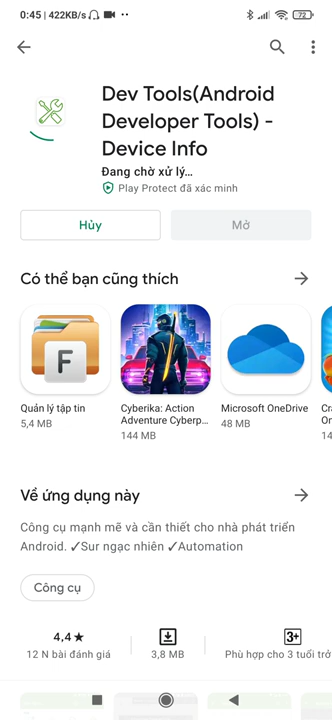 0:45 | 422KB/s
72
Dev Tools(Android
Developer Tools) -
Device Info
Đang chờ xử lý…
Play Protect đã xác minh
Hủy
Mở
Có thể bạn cũng thích
F
Quản lý tập tin
5,4 MB
Cyberika: Action
Adventure Cyberp…
144 MB
Microsoft OneDrive
48 MB
Cr
On
14
Về ứng dụng này
Công cụ mạnh mẽ và cần thiết cho nhà phát triển
Android. ✓Sur ngạc nhiên ✓Automation
Công cụ
4,4★
12 N bài đánh giá
3,8 MB
3+
Phù hợp cho 3 tuổi trở